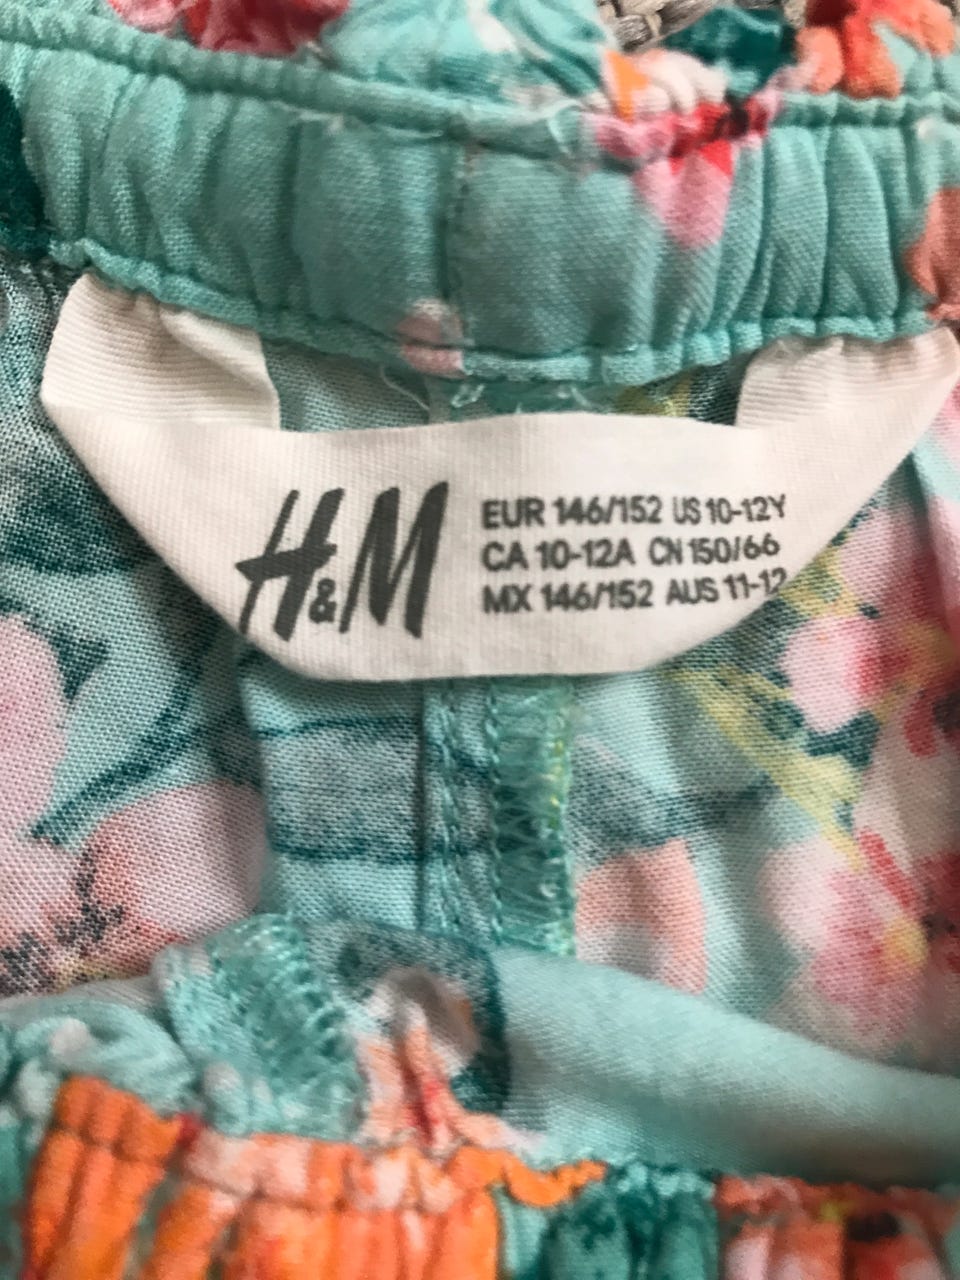 H&M
EUR 146/152 US 10-12Y
CA 10-12A CN 150/66
MX 146/152 AUS 11-12